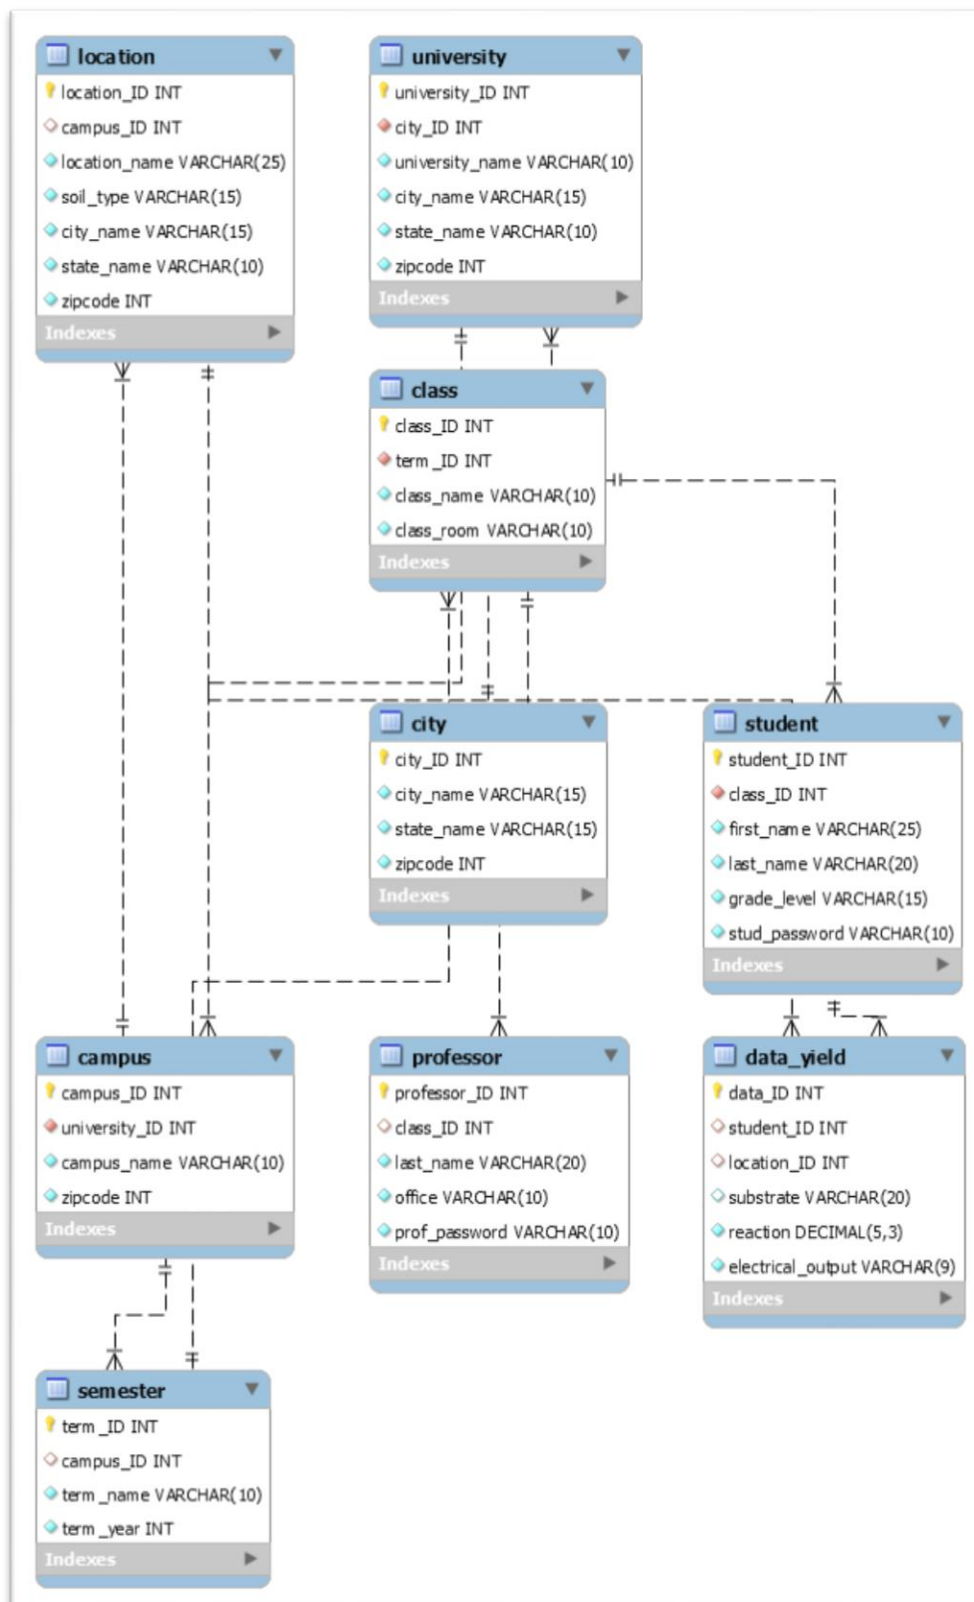 location
location_ID INT
campus_ID INT
location_name VARCHAR(25)
soil_type VARCHAR(15)
city_name VARCHAR(15)
state_name VARCHAR(10)
zipcode INT
Indexes
university
university_ID INT
city_ID INT
university_name VARCHAR(10)
city_name VARCHAR(15)
state_name VARCHAR(10)
zipcode INT
Indexes
class
class_ID INT
term_ID INT
class_name VARCHAR(10)
class_room VARCHAR(10)
Indexes
city
city_ID INT
city_name VARCHAR(15)
state_name VARCHAR(15)
zipcode INT
Indexes
student
student_ID INT
class_ID INT
first_name VARCHAR(25)
last_name VARCHAR(20)
grade_level VARCHAR(15)
stud_password VARCHAR(10)
Indexes
campus
campus_ID INT
university_ID INT
campus_name VARCHAR(10)
zipcode INT
Indexes
professor
professor_ID INT
class_ID INT
last_name VARCHAR(20)
office VARCHAR(10)
prof_password VARCHAR(10)
Indexes
data_yield
data_ID INT
student_ID INT
location_ID INT
substrate VARCHAR(20)
reaction DECIMAL(5,3)
electrical_output VARCHAR(9)
Indexes
semester
term_ID INT
campus_ID INT
term_name VARCHAR(10)
term_year INT
Indexes